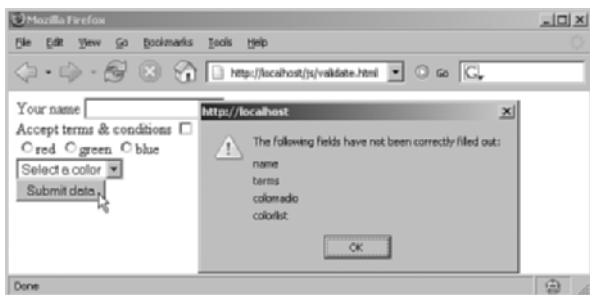 Mozilla Firefox
File Edit View Go Bookmarks Tools Help
http://localhost/js/validate.html Go G
Your name
Accept terms & conditions
red green blue
Select a color
Submit data
http://localhost
The following fields have not been correctly filled out:
name
terms
colorradio
colorlist
OK
Done